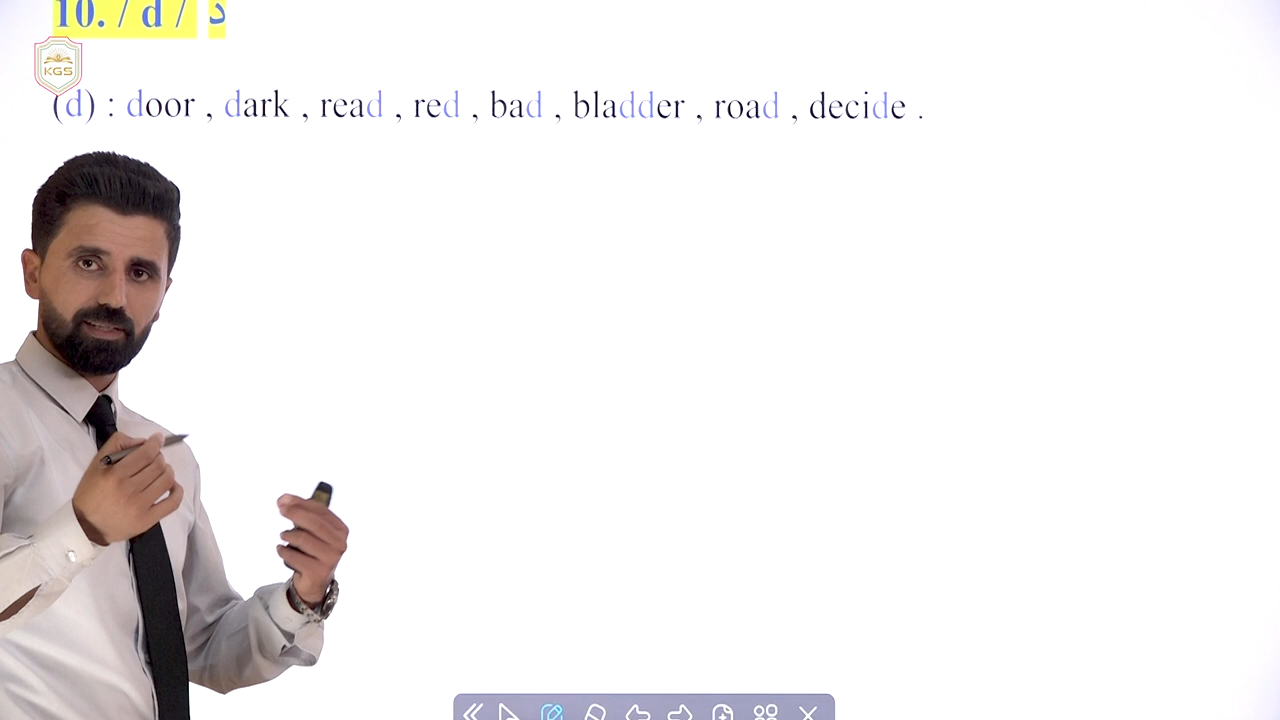 10. / d / د
KGS
(d) : door , dark , read , red , bad , bladder , road , decide .